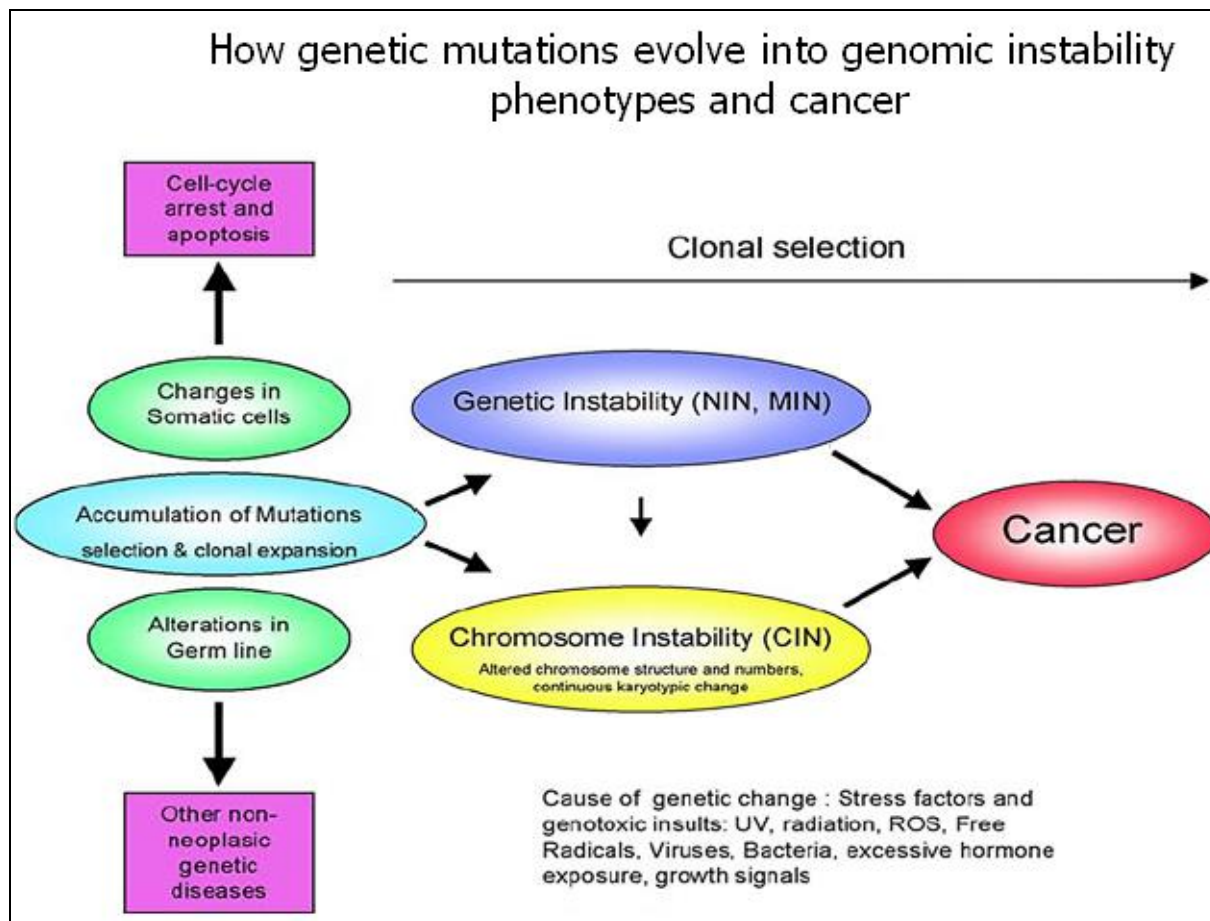 How genetic mutations evolve into genomic instability
phenotypes and cancer
Cell-cycle
arrest and
apoptosis
Clonal selection
Changes in
Somatic cells
Genetic Instability (NIN, MIN)
Accumulation of Mutations
selection & clonal expansion
Cancer
Alterations in
Germ line
Chromosome Instability (CIN)
Altered chromosome structure and numbers,
continuous karyotypic change
Other non-
neoplasic
genetic
diseases
Cause of genetic change : Stress factors and
genotoxic insults: UV, radiation, ROS, Free
Radicals, Viruses, Bacteria, excessive hormone
exposure, growth signals